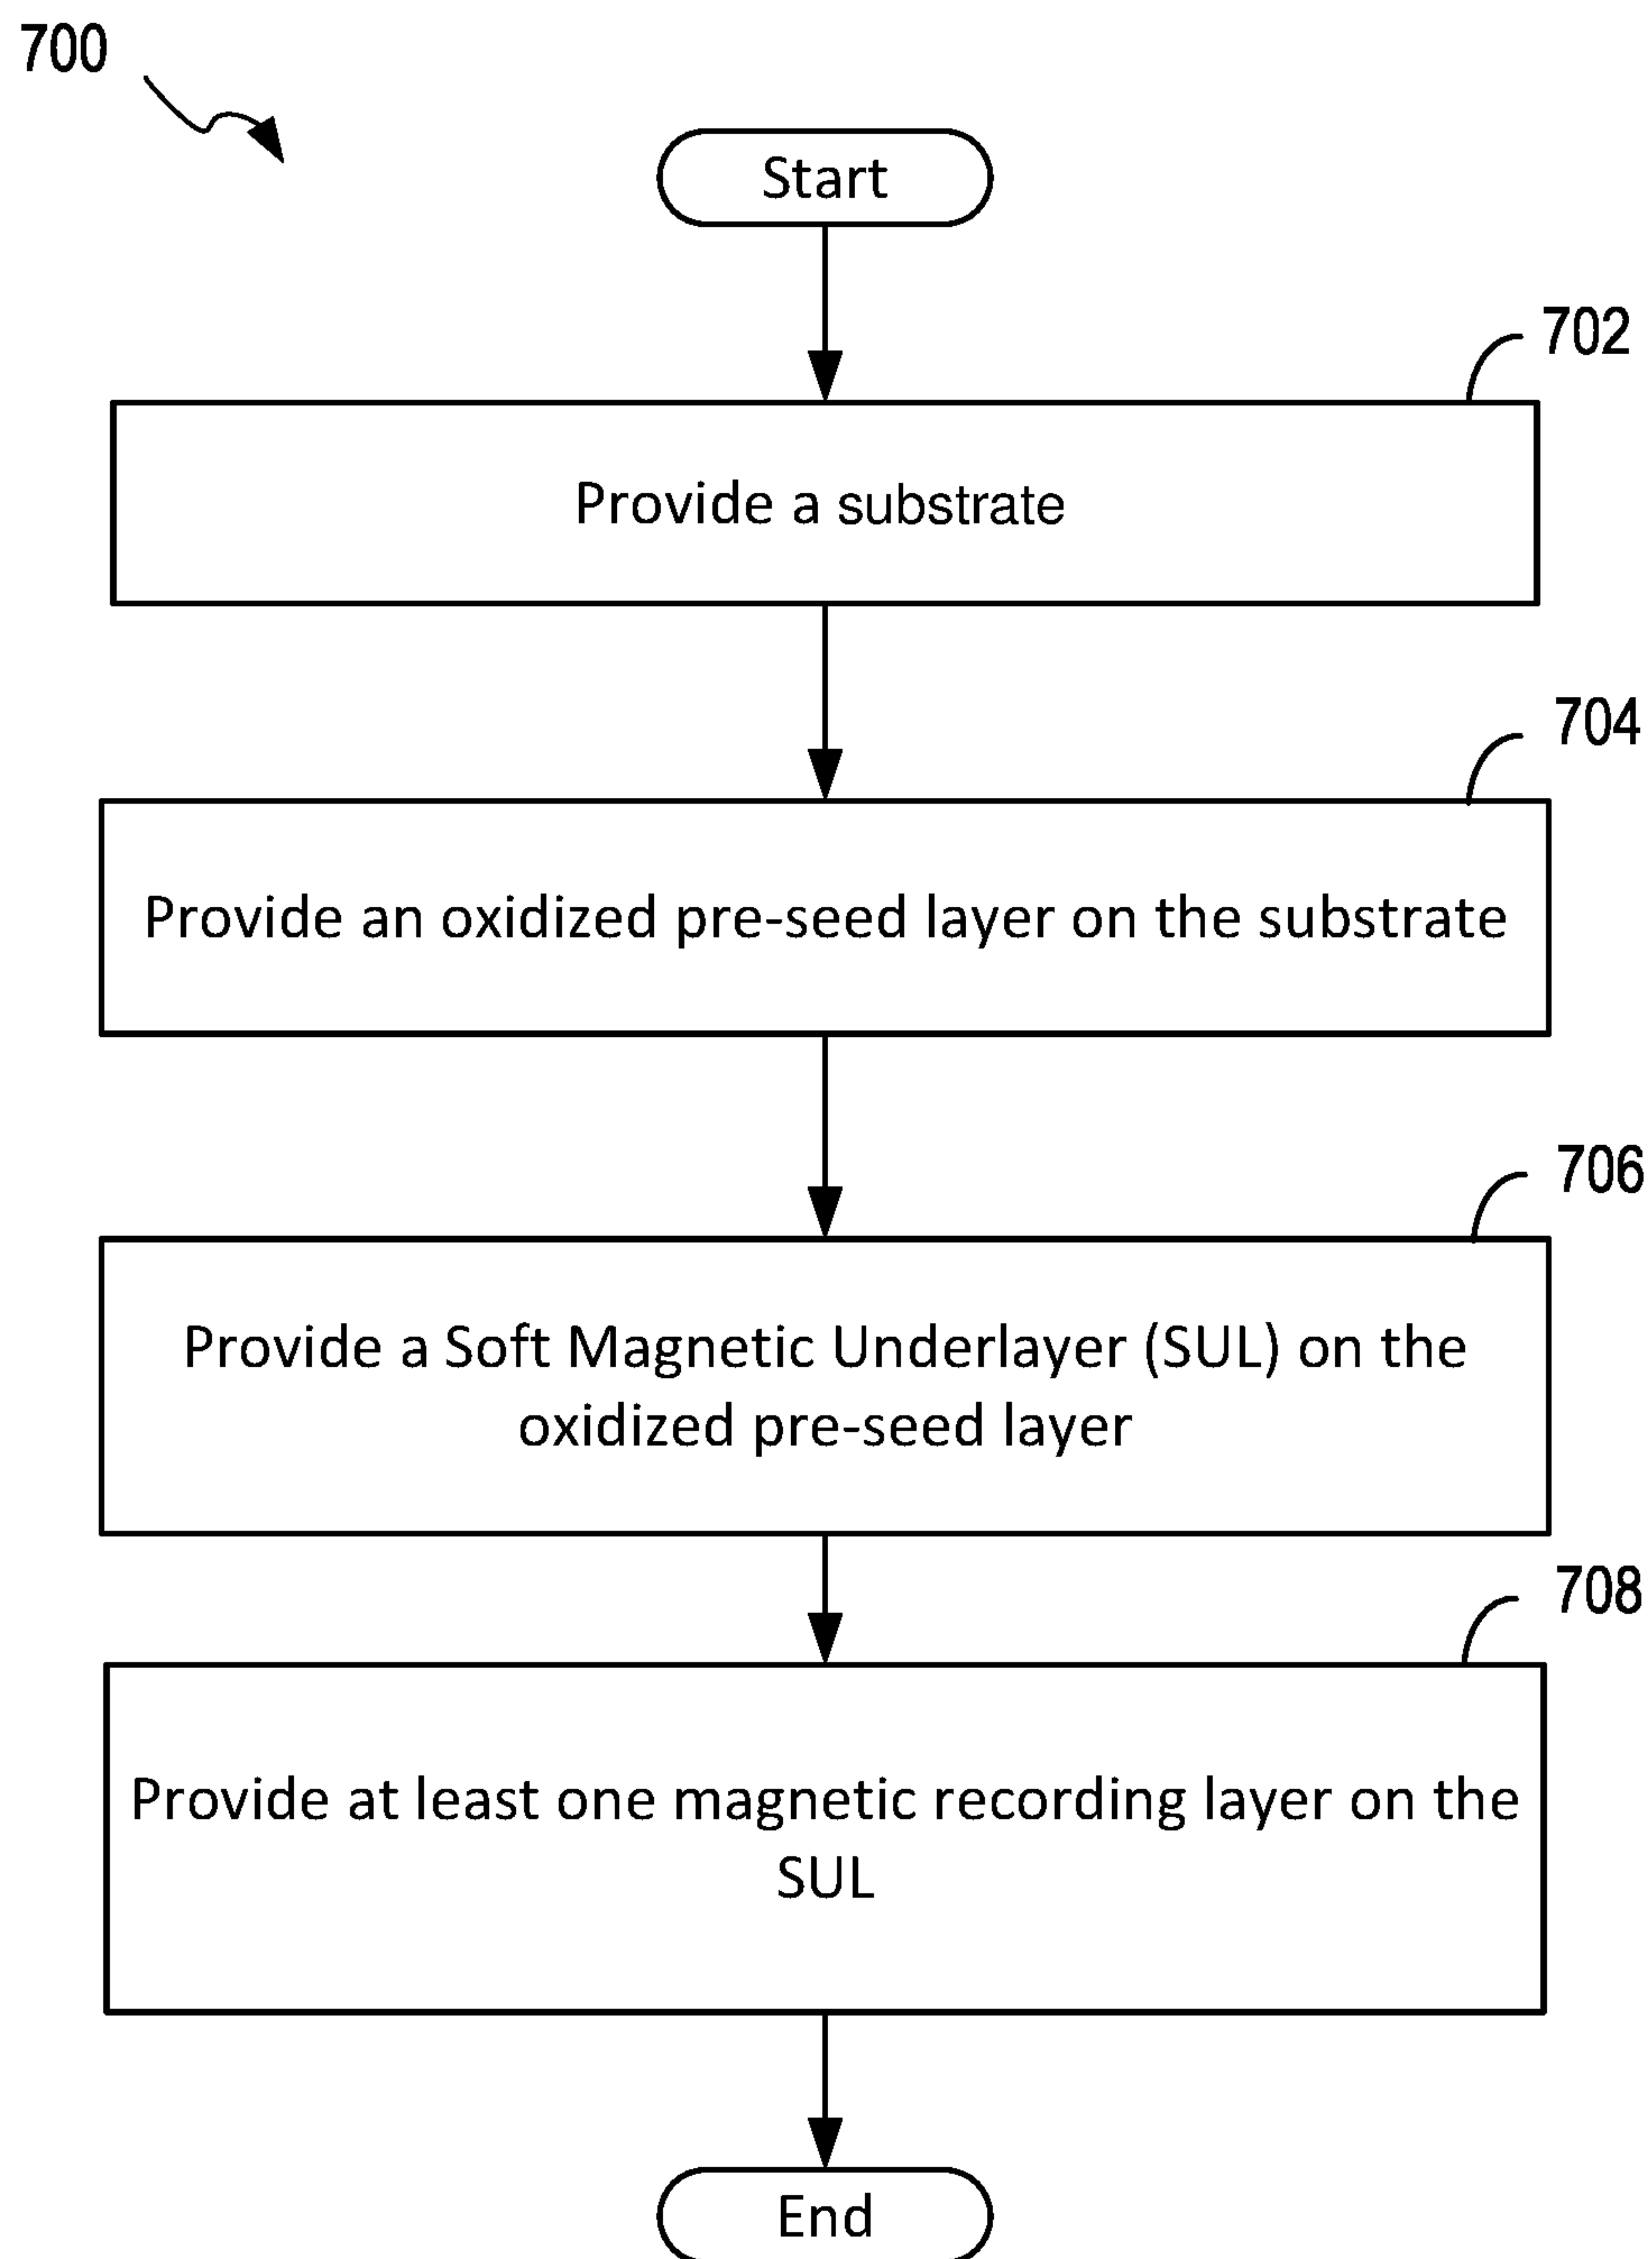 700
Start
702
Provide a substrate
704
Provide an oxidized pre-seed layer on the substrate
706
Provide a Soft Magnetic Underlayer (SUL) on the
oxidized pre-seed layer
708
Provide at least one magnetic recording layer on the
SUL
End